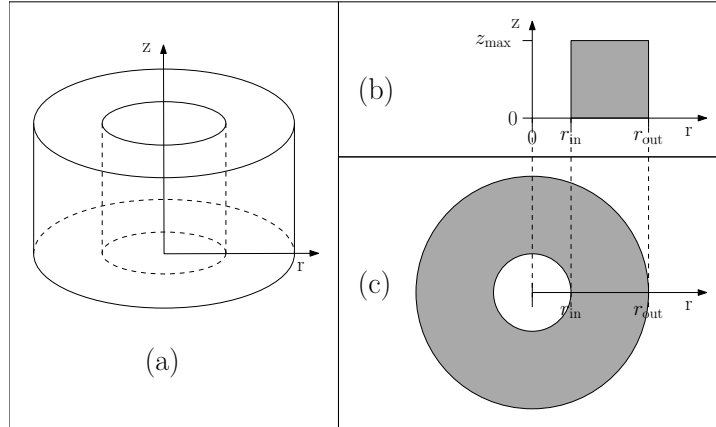 z
r
(a)
z
z_max
(b)
0
0 r_in r_out r
(c)
r_in r_out r